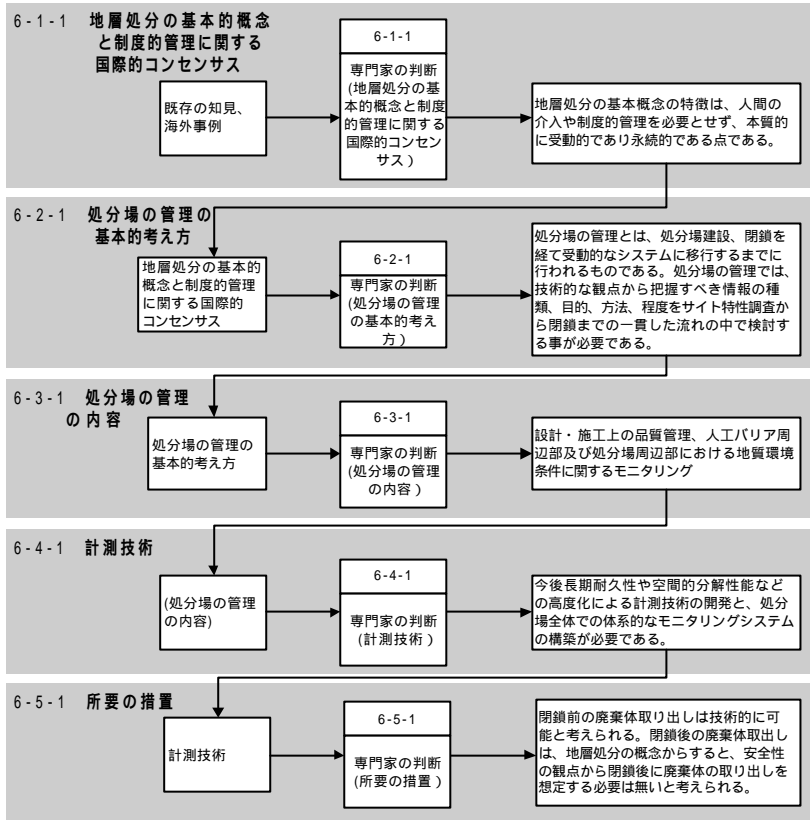 6-1-1 地層処分の基本的概念
と制度的管理に関する
国際的コンセンサス
既存の知見、
海外事例
6-1-1
専門家の判断
(地層処分の基
本的概念と制度
的管理に関する
国際的コンセン
サス)
地層処分の基本概念の特徴は、人間の
介入や制度的管理を必要とせず、本質的
に受動的であり永続的である点である。
6-2-1 処分場の管理の
基本的考え方
地層処分の基本的
概念と制度的管理
に関する国際的
コンセンサス
6-2-1
専門家の判断
(処分場の管理
の基本的考え
方)
処分場の管理とは、処分場建設、閉鎖を
経て受動的なシステムに移行するまでに
行われるものである。処分場の管理では、
技術的な観点から把握すべき情報の種
類、目的、方法、程度をサイト特性調査か
ら閉鎖までの一貫した流れの中で検討す
る事が必要である。
6-3-1 処分場の管理
の内容
処分場の管理の
基本的考え方
6-3-1
専門家の判断
(処分場の管理
の内容)
設計・施工上の品質管理、人工バリア周
辺部及び処分場周辺部における地質環境
条件に関するモニタリング
6-4-1 計測技術
(処分場の管理
の内容)
6-4-1
専門家の判断
(計測技術)
今後長期耐久性や空間的分解性能など
の高度化による計測技術の開発と、処分
場全体での体系的なモニタリングシステム
の構築が必要である。
6-5-1 所要の措置
計測技術
6-5-1
専門家の判断
(所要の措置)
閉鎖前の廃棄体取り出しは技術的に可
能と考えられる。閉鎖後の廃棄体取出し
は、地層処分の概念からすると、安全性
の観点から閉鎖後に廃棄体の取り出しを
想定する必要は無いと考えられる。